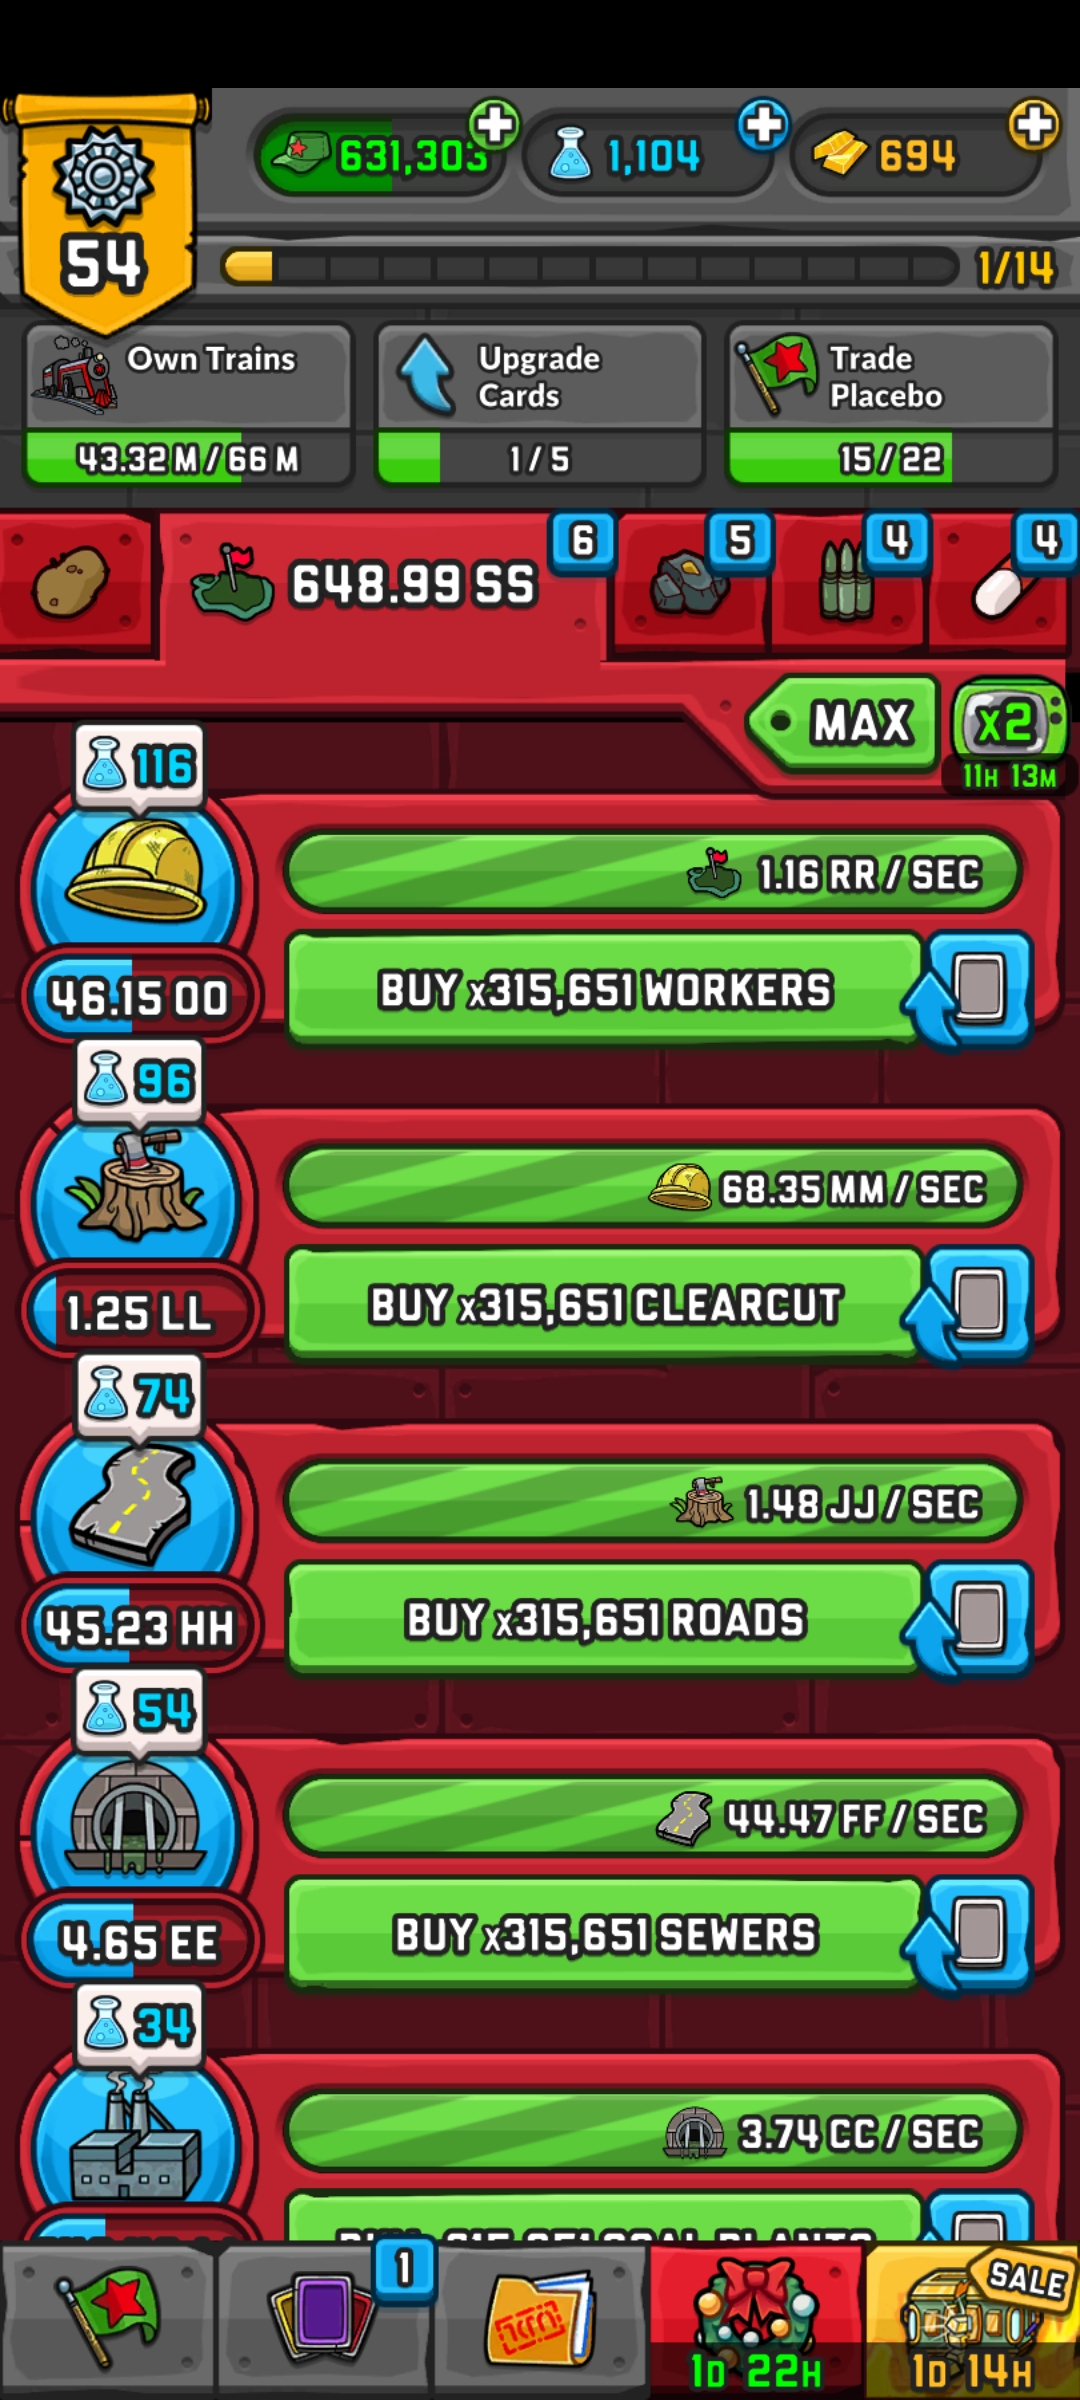 631,303
1,104
694
54
1/14
Own Trains
43.32 M / 66 M
Upgrade
Cards
1 / 5
Trade
Placebo
15 / 22
648.99 SS
6
5
4
4
MAX
X2
11H 13M
116
1.16 RR / SEC
46.15 OO
BUY x315,651 WORKERS
96
68.35 MM / SEC
1.25 LL
BUY x315,651 CLEARCUT
74
1.48 JJ / SEC
45.23 HH
BUY x315,651 ROADS
54
44.47 FF / SEC
4.65 EE
BUY x315,651 SEWERS
34
3.74 CC / SEC
1
SALE
1D 22H
1D 14H